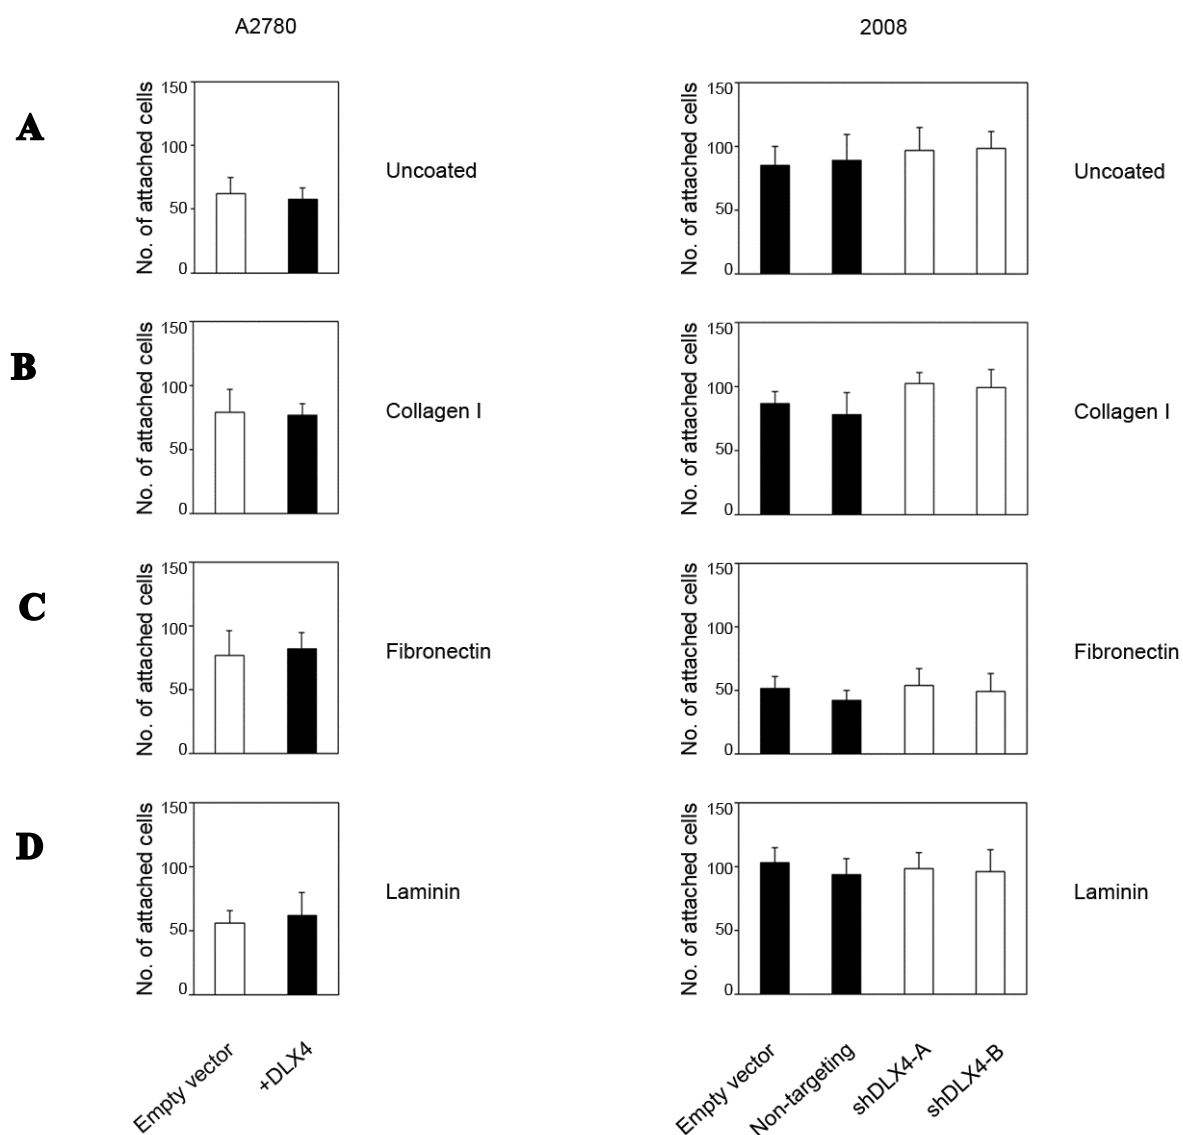 A2780
2008
A
No. of attached cells
150
100
50
0
Uncoated
No. of attached cells
150
100
50
0
Uncoated
B
No. of attached cells
150
100
50
0
Collagen I
No. of attached cells
150
100
50
0
Collagen I
C
No. of attached cells
150
100
50
0
Fibronectin
No. of attached cells
150
100
50
0
Fibronectin
D
No. of attached cells
150
100
50
0
Laminin
No. of attached cells
150
100
50
0
Laminin
Empty vector
+DLX4
Empty vector
Non-targeting
shDLX4-A
shDLX4-B